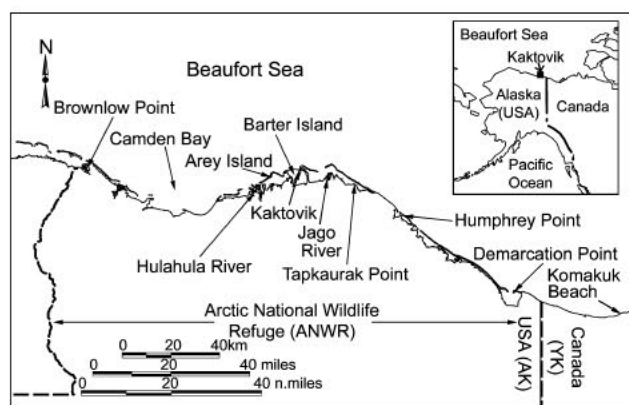 N
Beaufort Sea
Brownlow Point
Camden Bay
Barter Island
Arey Island
Kaktovik
Jago
River
Hulahula River
Tapkaurak Point
Humphrey Point
Demarcation Point
Komakuk
Beach
Arctic National Wildlife
Refuge (ANWR)
USA (AK)
Canada
(YK)
0 20 40km
0 20 40 miles
0 20 40 n.miles
Beaufort Sea
Kaktovik
Alaska
(USA)
Canada
Pacific
Ocean